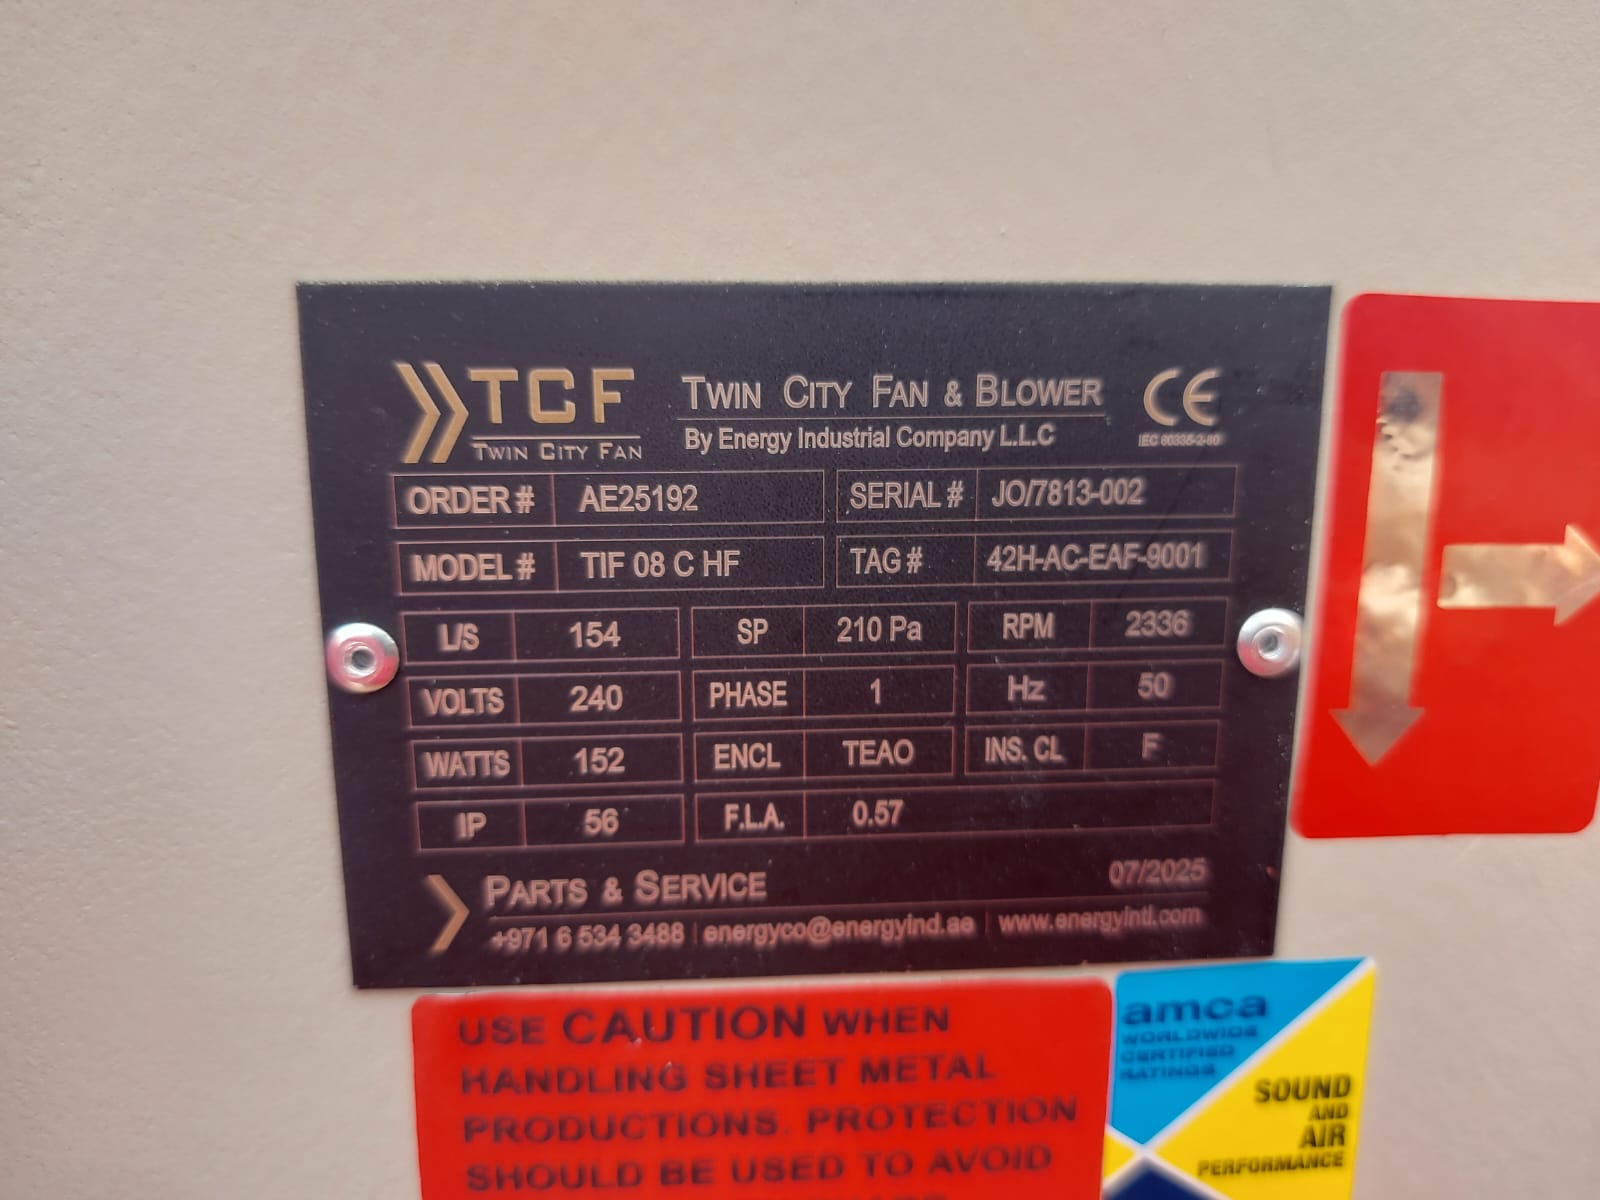 TCF
TWIN CITY FAN
TWIN CITY FAN & BLOWER
By Energy Industrial Company L.L.C
CE
IEC 60335-2-80
ORDER # AE25192 SERIAL # JO/7813-002
MODEL # TIF 08 C HF TAG # 42H-AC-EAF-9001
L/S 154 SP 210 Pa RPM 2336
VOLTS 240 PHASE 1 Hz 50
WATTS 152 ENCL TEAO INS. CL F
IP 56 F.L.A. 0.57
PARTS & SERVICE 07/2025
+971 6 534 3488 | energyco@energyind.ae | www.energyintl.com
USE CAUTION WHEN
HANDLING SHEET METAL
PRODUCTIONS. PROTECTION
SHOULD BE USED TO AVOID
amca
WORLDWIDE
CERTIFIED
RATINGS
SOUND
AND
AIR
PERFORMANCE